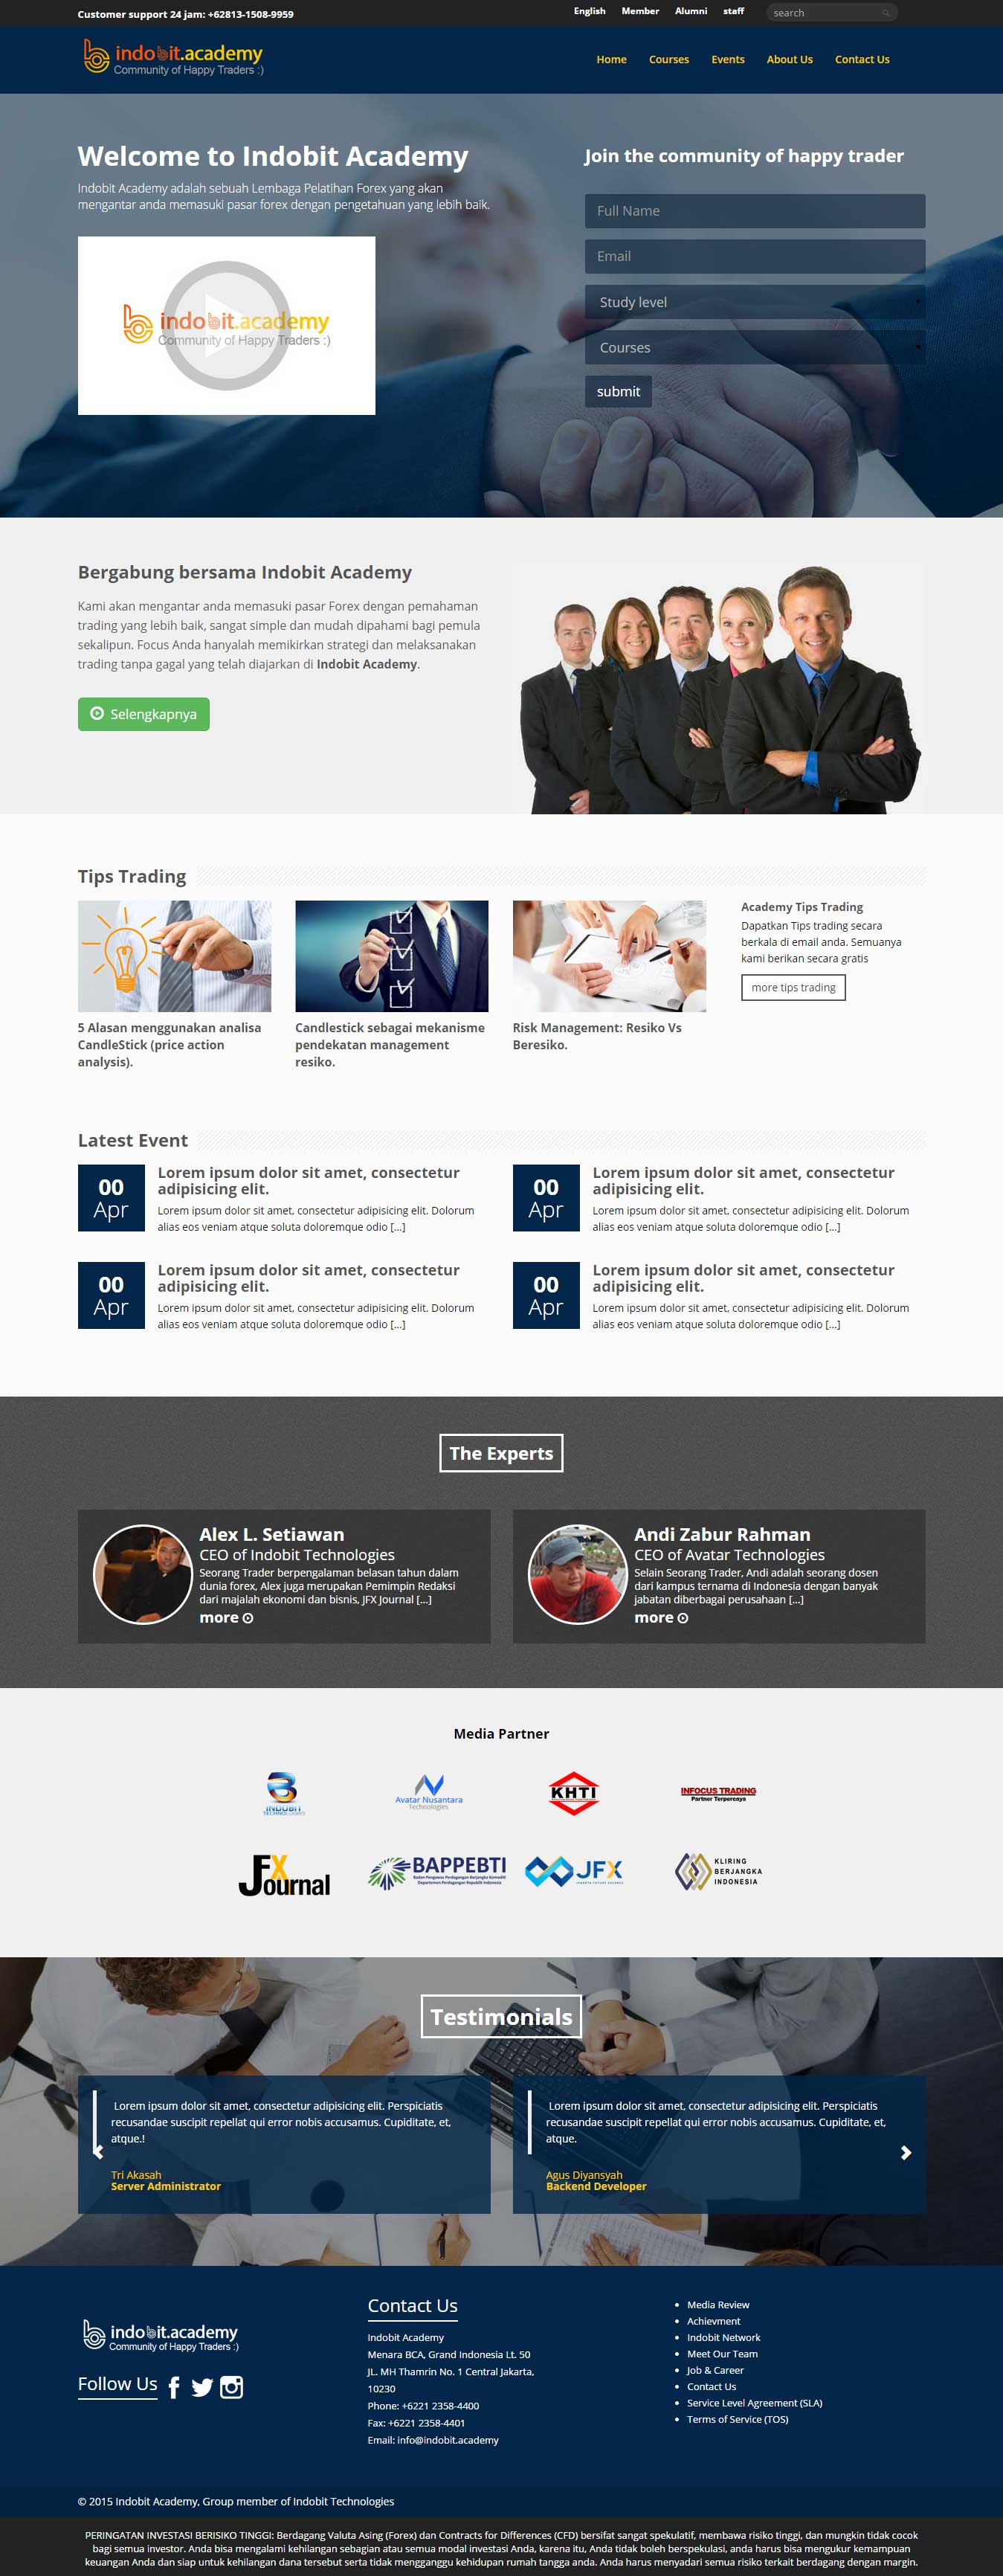 Customer support 24 jam: +62813-1508-9959
English Member Alumni staff search
indobit.academy
Community of Happy Traders :)
Home Courses Events About Us Contact Us
Welcome to Indobit Academy
Indobit Academy adalah sebuah Lembaga Pelatihan Forex yang akan
mengantar anda memasuki pasar forex dengan pengetahuan yang lebih baik.
indobit.academy
Community of Happy Traders :)
Join the community of happy trader
Full Name
Email
Study level
Courses
submit
Bergabung bersama Indobit Academy
Kami akan mengantar anda memasuki pasar Forex dengan pemahaman
trading yang lebih baik, sangat simple dan mudah dipahami bagi pemula
sekalipun. Focus Anda hanyalah memikirkan strategi dan melaksanakan
trading tanpa gagal yang telah diajarkan di Indobit Academy.
Selengkapnya
Tips Trading
5 Alasan menggunakan analisa
CandleStick (price action
analysis).
Candlestick sebagai mekanisme
pendekatan management
resiko.
Risk Management: Resiko Vs
Beresiko.
Academy Tips Trading
Dapatkan Tips trading secara
berkala di email anda. Semuanya
kami berikan secara gratis
more tips trading
Latest Event
00
Apr
Lorem ipsum dolor sit amet, consectetur
adipisicing elit.
Lorem ipsum dolor sit amet, consectetur adipisicing elit. Dolorum
alias eos veniam atque soluta doloremque odio [...]
00
Apr
Lorem ipsum dolor sit amet, consectetur
adipisicing elit.
Lorem ipsum dolor sit amet, consectetur adipisicing elit. Dolorum
alias eos veniam atque soluta doloremque odio [...]
00
Apr
Lorem ipsum dolor sit amet, consectetur
adipisicing elit.
Lorem ipsum dolor sit amet, consectetur adipisicing elit. Dolorum
alias eos veniam atque soluta doloremque odio [...]
00
Apr
Lorem ipsum dolor sit amet, consectetur
adipisicing elit.
Lorem ipsum dolor sit amet, consectetur adipisicing elit. Dolorum
alias eos veniam atque soluta doloremque odio [...]
The Experts
Alex L. Setiawan
CEO of Indobit Technologies
Seorang Trader berpengalaman belasan tahun dalam
dunia forex, Alex juga merupakan Pemimpin Redaksi
dari majalah ekonomi dan bisnis, JFX Journal [...]
more
Andi Zabur Rahman
CEO of Avatar Technologies
Selain Seorang Trader, Andi adalah seorang dosen
dari kampus ternama di Indonesia dengan banyak
jabatan diberbagai perusahaan [...]
more
Media Partner
INDOBIT
Avatar Nusantara
Technologies
KHTI
INFOCUS TRADING
Partner Terpercaya
JFX Journal
BAPPEBTI
Badan Pengawas Perdagangan Berjangka Komoditi
Departemen Perdagangan Republik Indonesia
JFX
KLIRING
BERJANGKA
INDONESIA
Testimonials
Lorem ipsum dolor sit amet, consectetur adipisicing elit. Perspiciatis
recusandae suscipit repellat qui error nobis accusamus. Cupiditate, et,
atque.!
Tri Akasah
Server Administrator
Lorem ipsum dolor sit amet, consectetur adipisicing elit. Perspiciatis
recusandae suscipit repellat qui error nobis accusamus. Cupiditate, et,
atque.
Agus Diyansyah
Backend Developer
indobit.academy
Community of Happy Traders :)
Follow Us
Contact Us
Indobit Academy
Menara BCA, Grand Indonesia Lt. 50
JL. MH Thamrin No. 1 Central Jakarta,
10230
Phone: +6221 2358-4400
Fax: +6221 2358-4401
Email: info@indobit.academy
Media Review
Achievment
Indobit Network
Meet Our Team
Job & Career
Contact Us
Service Level Agreement (SLA)
Terms of Service (TOS)
© 2015 Indobit Academy, Group member of Indobit Technologies
PERINGATAN INVESTASI BERISIKO TINGGI: Berdagang Valuta Asing (Forex) dan Contracts for Differences (CFD) bersifat sangat spekulatif, membawa risiko tinggi, dan mungkin tidak cocok
bagi semua investor. Anda bisa mengalami kehilangan sebagian atau semua modal investasi Anda, karena itu, Anda tidak boleh berspekulasi, anda harus bisa mengukur kemampuan
keuangan Anda dan siap untuk kehilangan dana tersebut serta tidak mengganggu kehidupan rumah tangga anda. Anda harus menyadari semua risiko terkait berdagang dengan margin.